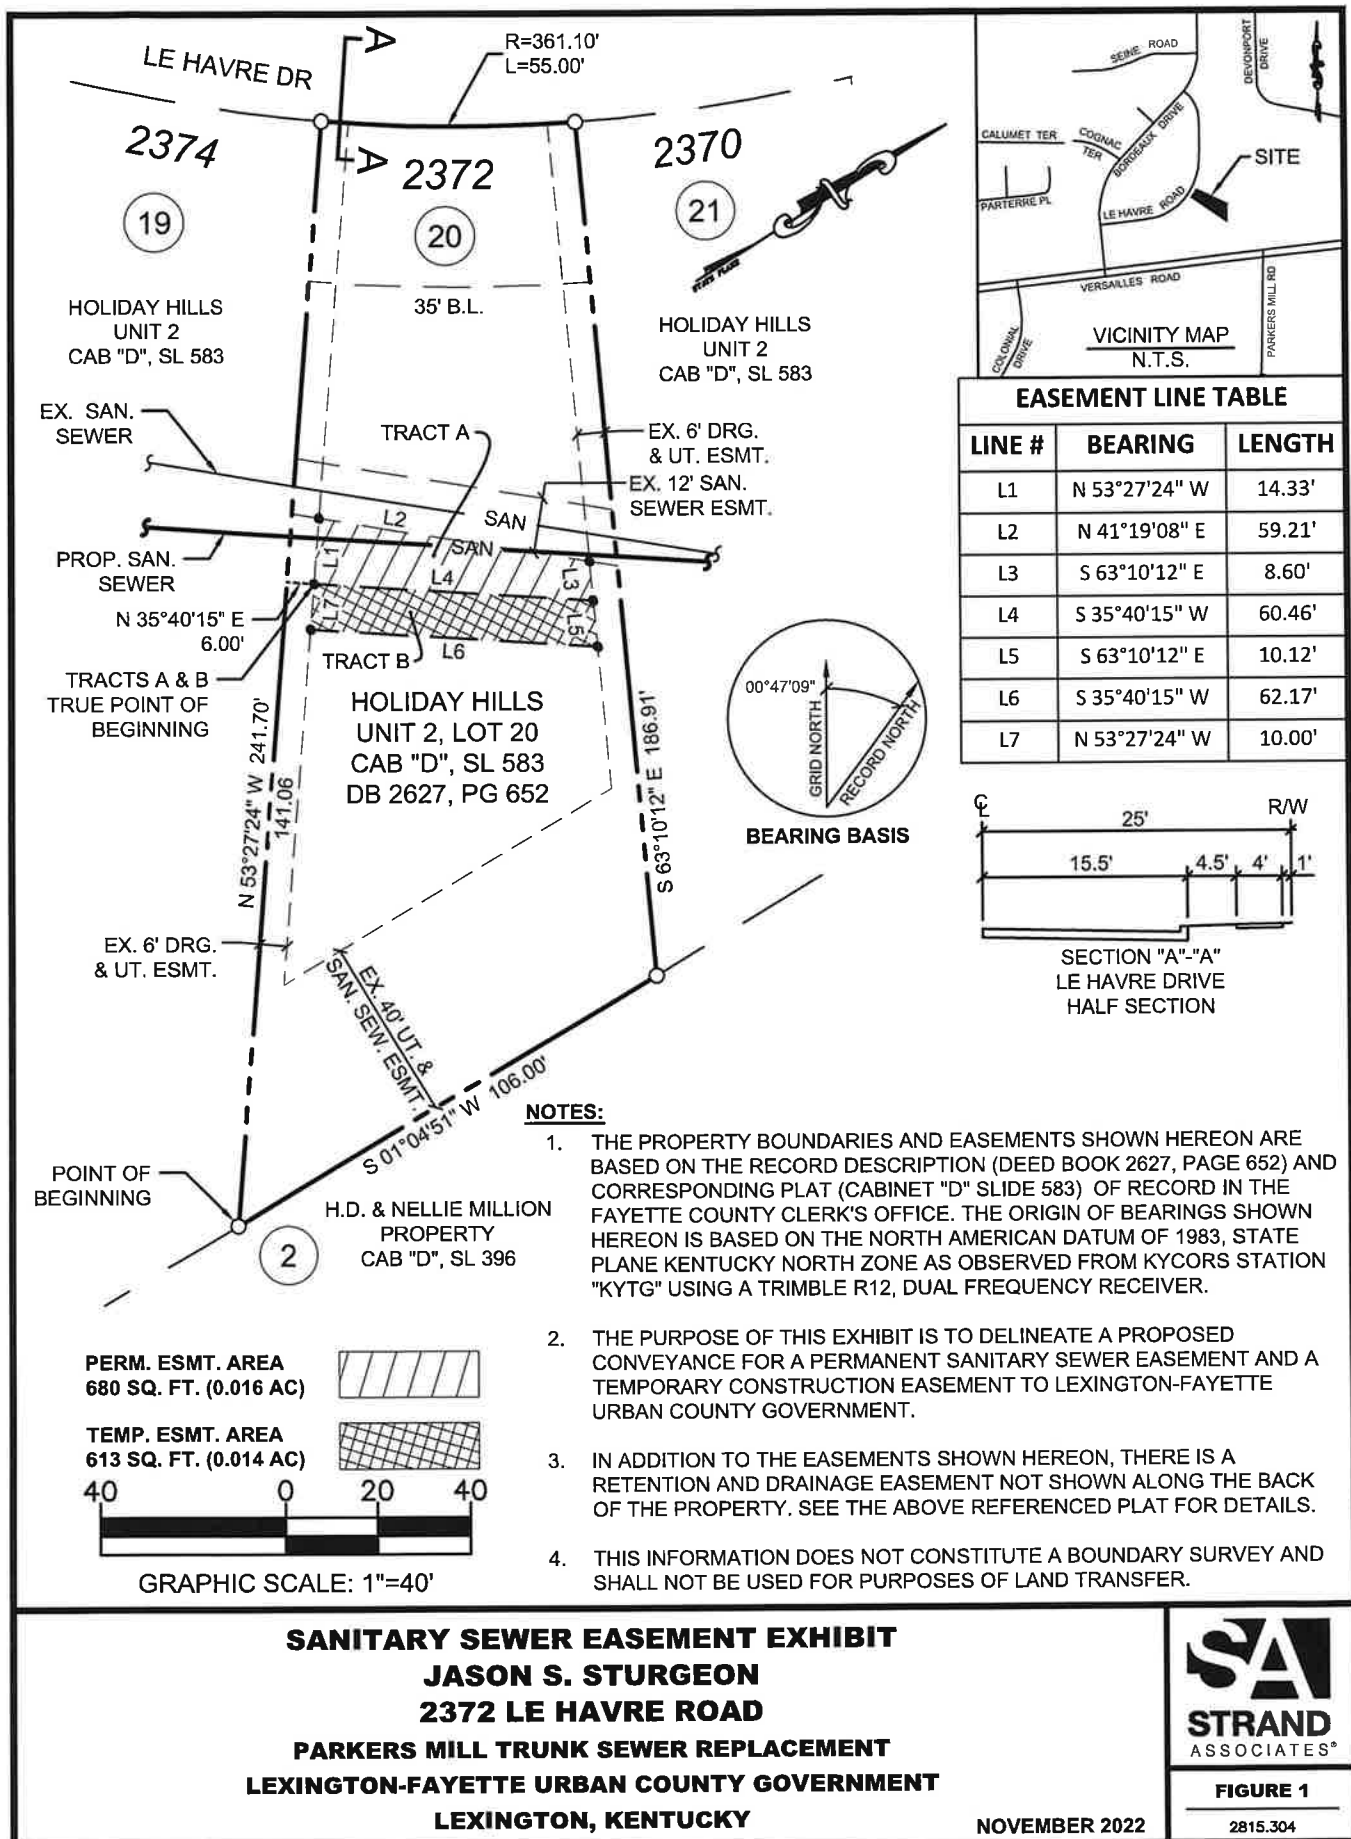 LE HAVRE DR
A
A
R=361.10'
L=55.00'
2374
2372
2370
19
20
21
STATE PLANE
HOLIDAY HILLS
UNIT 2
CAB "D", SL 583
35' B.L.
HOLIDAY HILLS
UNIT 2
CAB "D", SL 583
EX. SAN.
SEWER
TRACT A
EX. 6' DRG.
& UT. ESMT.
EX. 12' SAN.
SEWER ESMT.
PROP. SAN.
SEWER
L2
SAN
SAN
L1
L4
L3
L7
L5
L6
N 35°40'15" E
6.00'
TRACTS A & B
TRUE POINT OF
BEGINNING
TRACT B
HOLIDAY HILLS
UNIT 2, LOT 20
CAB "D", SL 583
DB 2627, PG 652
N 53°27'24" W 241.70'
141.06
S 63°10'12" E 186.91'
EX. 6' DRG.
& UT. ESMT.
EX. 40' UT. &
SAN. SEW. ESMT.
S 01°04'51" W 106.00'
POINT OF
BEGINNING
2
H.D. & NELLIE MILLION
PROPERTY
CAB "D", SL 396
SEINE ROAD
DEVONPORT
DRIVE
CALUMET TER
COGNAC
TER
BORDEAUX DRIVE
SITE
PARTERRE PL
LE HAVRE ROAD
VERSAILLES ROAD
COLONIAL
DRIVE
PARKERS MILL RD
VICINITY MAP
N.T.S.
EASEMENT LINE TABLE
LINE # BEARING LENGTH
L1 N 53°27'24" W 14.33'
L2 N 41°19'08" E 59.21'
L3 S 63°10'12" E 8.60'
L4 S 35°40'15" W 60.46'
L5 S 63°10'12" E 10.12'
L6 S 35°40'15" W 62.17'
L7 N 53°27'24" W 10.00'
00°47'09"
GRID NORTH
RECORD NORTH
BEARING BASIS
CL
R/W
25'
15.5' 4.5' 4' 1'
SECTION "A"-"A"
LE HAVRE DRIVE
HALF SECTION
NOTES:
1. THE PROPERTY BOUNDARIES AND EASEMENTS SHOWN HEREON ARE
BASED ON THE RECORD DESCRIPTION (DEED BOOK 2627, PAGE 652) AND
CORRESPONDING PLAT (CABINET "D" SLIDE 583) OF RECORD IN THE
FAYETTE COUNTY CLERK'S OFFICE. THE ORIGIN OF BEARINGS SHOWN
HEREON IS BASED ON THE NORTH AMERICAN DATUM OF 1983, STATE
PLANE KENTUCKY NORTH ZONE AS OBSERVED FROM KYCORS STATION
"KYTG" USING A TRIMBLE R12, DUAL FREQUENCY RECEIVER.
2. THE PURPOSE OF THIS EXHIBIT IS TO DELINEATE A PROPOSED
CONVEYANCE FOR A PERMANENT SANITARY SEWER EASEMENT AND A
TEMPORARY CONSTRUCTION EASEMENT TO LEXINGTON-FAYETTE
URBAN COUNTY GOVERNMENT.
3. IN ADDITION TO THE EASEMENTS SHOWN HEREON, THERE IS A
RETENTION AND DRAINAGE EASEMENT NOT SHOWN ALONG THE BACK
OF THE PROPERTY. SEE THE ABOVE REFERENCED PLAT FOR DETAILS.
4. THIS INFORMATION DOES NOT CONSTITUTE A BOUNDARY SURVEY AND
SHALL NOT BE USED FOR PURPOSES OF LAND TRANSFER.
PERM. ESMT. AREA
680 SQ. FT. (0.016 AC)
TEMP. ESMT. AREA
613 SQ. FT. (0.014 AC)
40 0 20 40
GRAPHIC SCALE: 1"=40'
SANITARY SEWER EASEMENT EXHIBIT
JASON S. STURGEON
2372 LE HAVRE ROAD
PARKERS MILL TRUNK SEWER REPLACEMENT
LEXINGTON-FAYETTE URBAN COUNTY GOVERNMENT
LEXINGTON, KENTUCKY
NOVEMBER 2022
SA
STRAND
ASSOCIATES®
FIGURE 1
2815.304